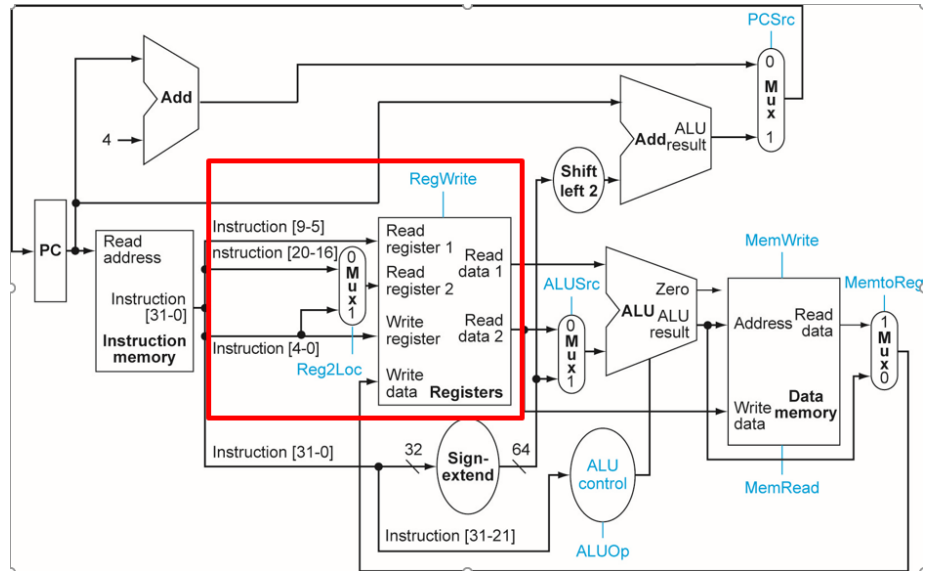 PCSrc
0
Mux
1
Add
4
Add
ALU
result
Shift
left 2
RegWrite
Instruction [9-5]
nstruction [20-16]
0
Mux
1
Instruction [4-0]
Reg2Loc
Read
register 1
Read
register 2
Write
register
Write
data
Read
data 1
Read
data 2
Registers
PC
Read
address
Instruction
[31-0]
Instruction
memory
ALUSrc
0
Mux
1
Zero
ALU
ALU
result
MemWrite
Address
Read
data
Write
data
Data
memory
MemRead
MemtoReg
1
Mux
0
Instruction [31-0]
32
Sign-
extend
64
ALU
control
Instruction [31-21]
ALUOp